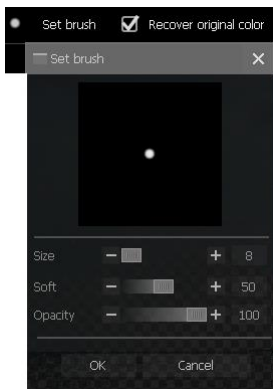 Set brush Recover original color
Set brush
Size 8
Soft 50
Opacity 100
OK Cancel